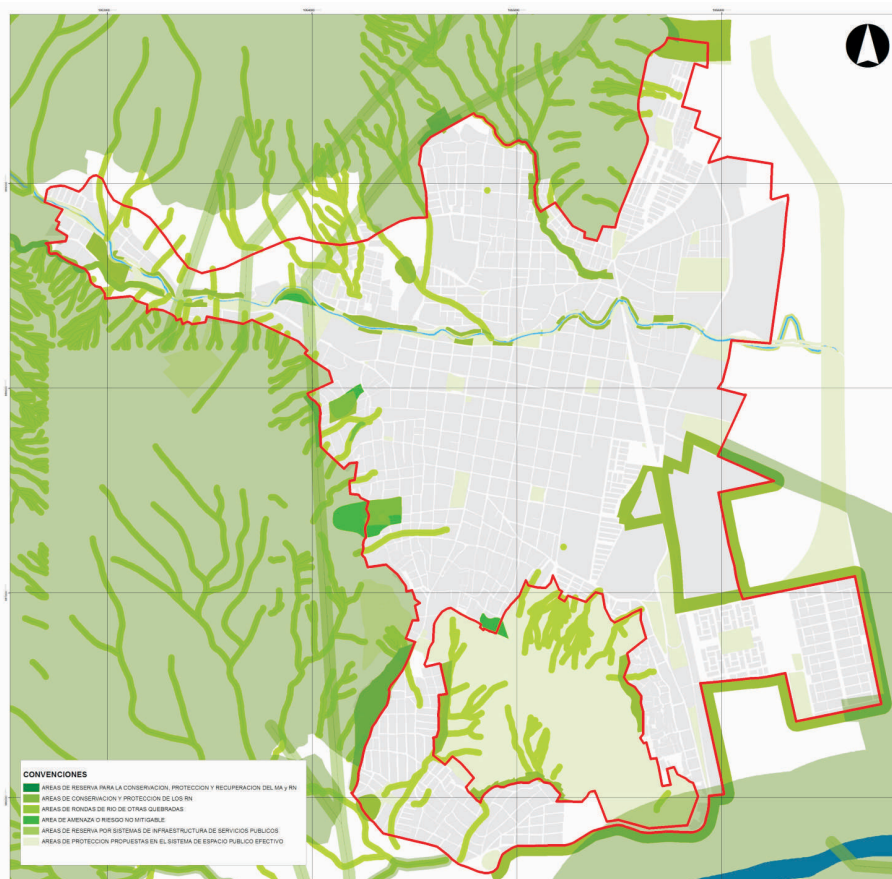 CONVENCIONES
AREAS DE RESERVA PARA LA CONSERVACION, PROTECCION Y RECUPERACION DEL MA y RN
AREAS DE CONSERVACION Y PROTECCION DE LOS RN
AREAS DE RONDAS DE RIO DE OTRAS QUEBRADAS
AREA DE AMENAZA O RIESGO NO MITIGABLE
AREAS DE RESERVA POR SISTEMAS DE INFRAESTRUCTURA DE SERVICIOS PUBLICOS
AREAS DE PROTECCION PROPUESTAS EN EL SISTEMA DE ESPACIO PUBLICO EFECTIVO